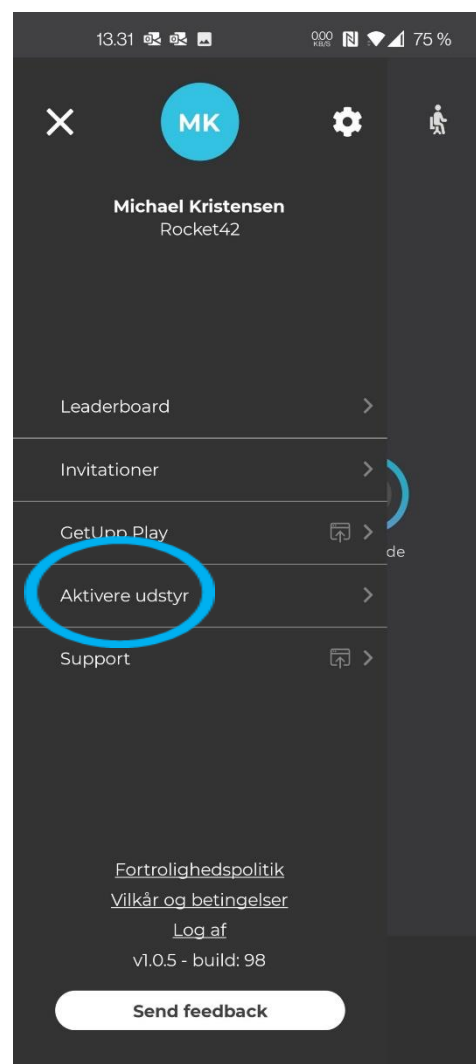 13.31
0.00
KB/S
75 %
MK
Michael Kristensen
Rocket42
Leaderboard
Invitationer
GetUpp Play
de
Aktivere udstyr
Support
Fortrolighedspolitik
Vilkår og betingelser
Log af
v1.0.5 - build: 98
Send feedback